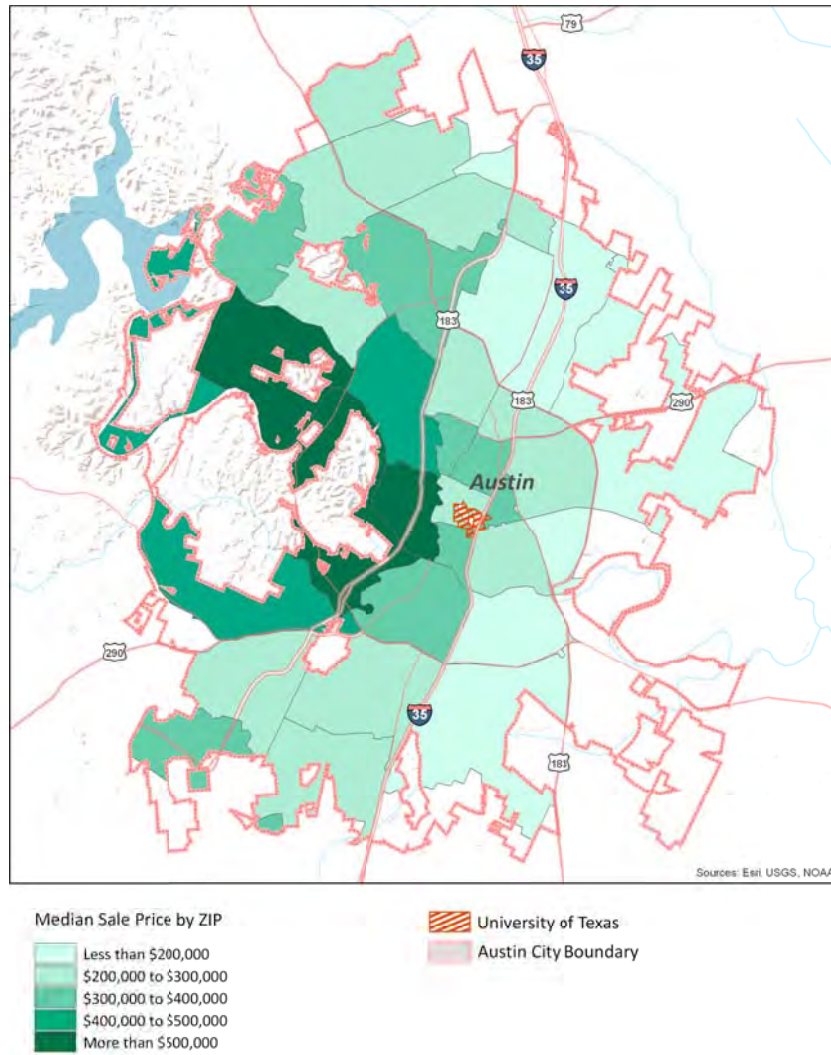 79
35
35
183
183
290
Austin
290
35
183
Sources: Esri, USGS, NOAA
Median Sale Price by ZIP
Less than $200,000
$200,000 to $300,000
$300,000 to $400,000
$400,000 to $500,000
More than $500,000
University of Texas
Austin City Boundary